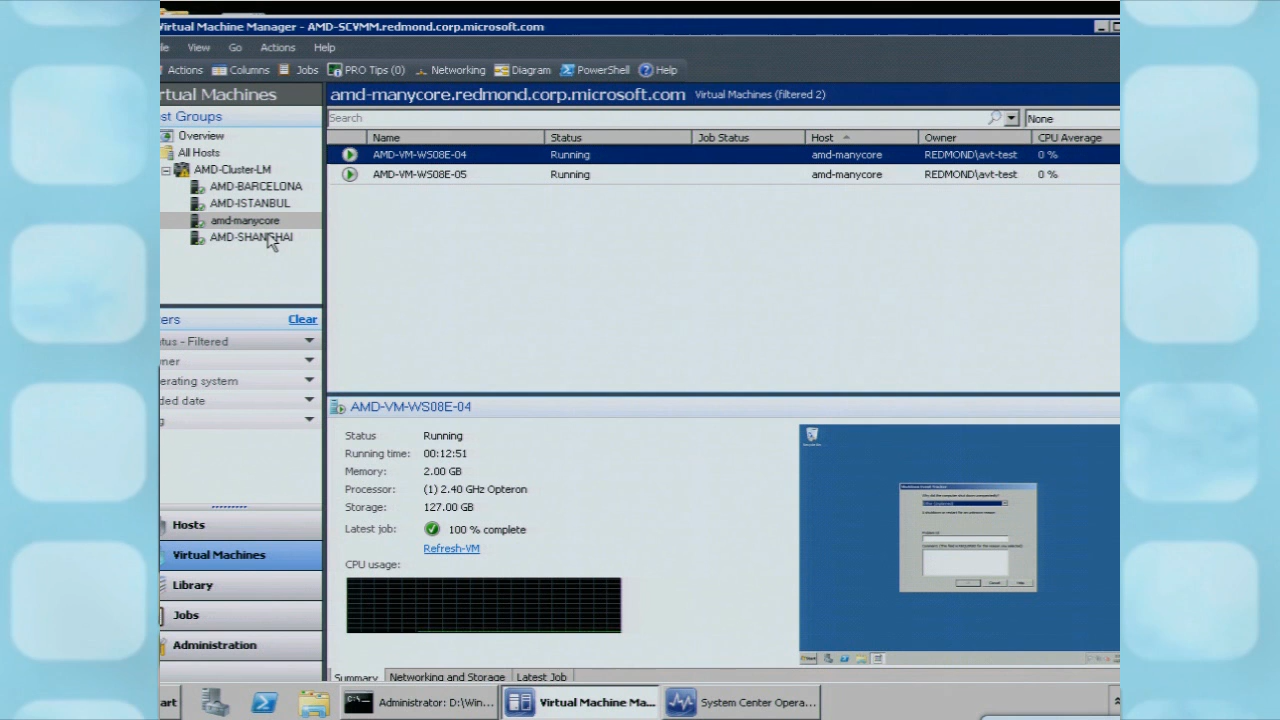 Virtual Machine Manager - AMD-SCVMM.redmond.corp.microsoft.com
le View Go Actions Help
Actions Columns Jobs PRO Tips (0) Networking Diagram PowerShell Help
rtual Machines
amd-manycore.redmond.corp.microsoft.com Virtual Machines (filtered 2)
st Groups
Search None
Overview
All Hosts
AMD-Cluster-LM
AMD-BARCELONA
AMD-ISTANBUL
amd-manycore
AMD-SHANGHAI
Name Status Job Status Host Owner CPU Average
AMD-VM-WS08E-04 Running amd-manycore REDMOND\avt-test 0 %
AMD-VM-WS08E-05 Running amd-manycore REDMOND\avt-test 0 %
ers Clear
tus - Filtered
ner
erating system
ded date
g
Hosts
Virtual Machines
Library
Jobs
Administration
AMD-VM-WS08E-04
Status Running
Running time: 00:12:51
Memory: 2.00 GB
Processor: (1) 2.40 GHz Opteron
Storage: 127.00 GB
Latest job: 100 % complete
Refresh-VM
CPU usage:
Summary Networking and Storage Latest Job
art Administrator: D:\Win... Virtual Machine Ma... System Center Opera...